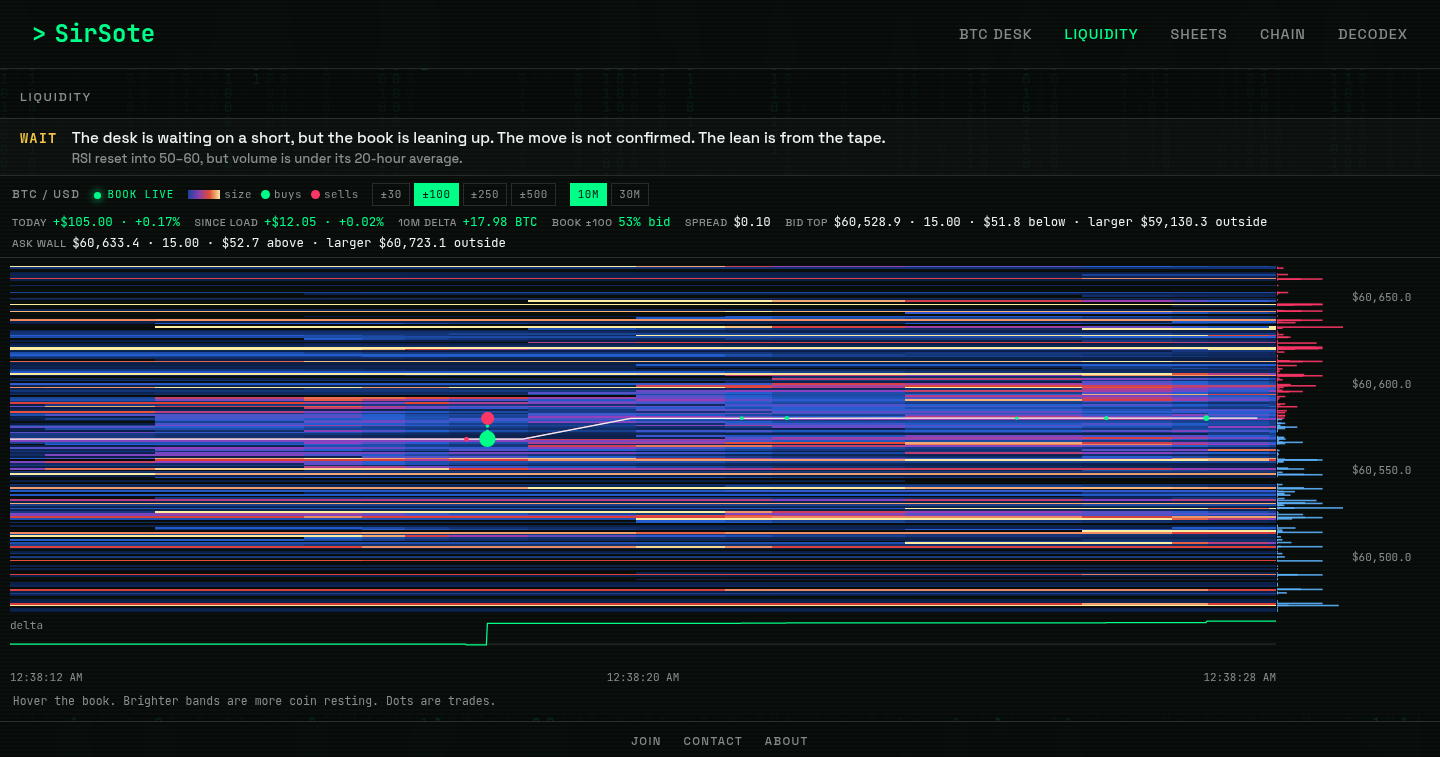 > SirSote
BTC DESK LIQUIDITY SHEETS CHAIN DECODEX
LIQUIDITY
WAIT The desk is waiting on a short, but the book is leaning up. The move is not confirmed. The lean is from the tape.
RSI reset into 50–60, but volume is under its 20-hour average.
BTC / USD BOOK LIVE size buys sells ±30 ±100 ±250 ±500 10M 30M
TODAY +$105.00 · +0.17% SINCE LOAD +$12.05 · +0.02% 10M DELTA +17.98 BTC BOOK ±100 53% bid SPREAD $0.10 BID TOP $60,528.9 · 15.00 · $51.8 below · larger $59,130.3 outside
ASK WALL $60,633.4 · 15.00 · $52.7 above · larger $60,723.1 outside
$60,650.0
$60,600.0
$60,550.0
$60,500.0
delta
12:38:12 AM 12:38:20 AM 12:38:28 AM
Hover the book. Brighter bands are more coin resting. Dots are trades.
JOIN CONTACT ABOUT